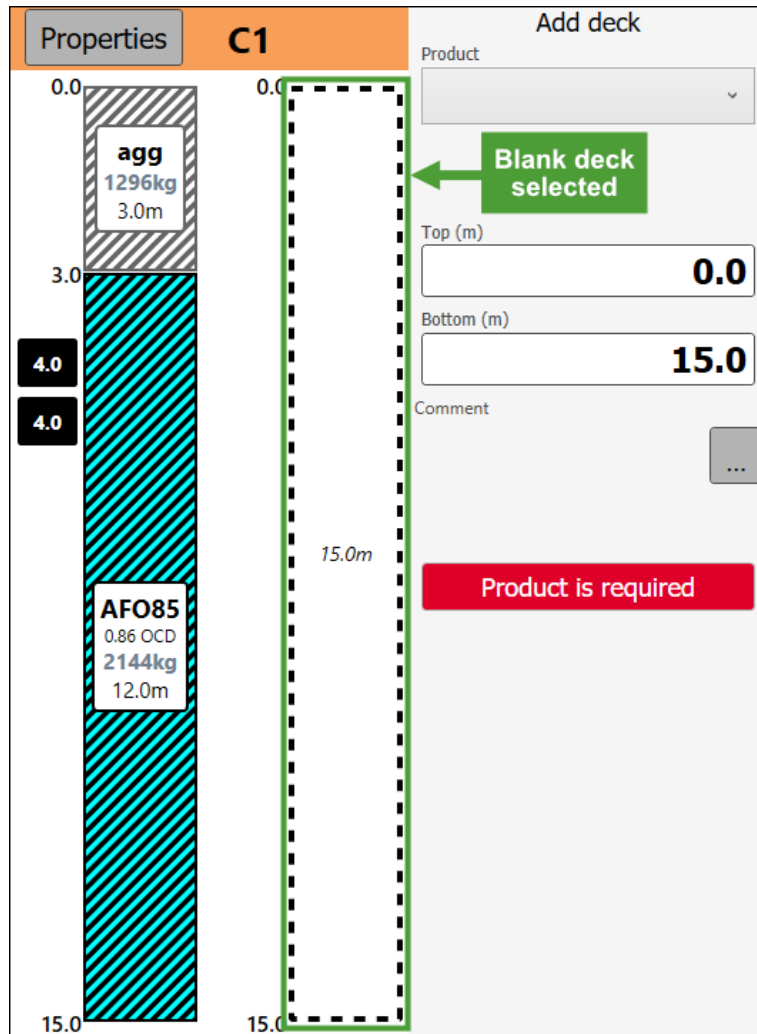 Properties
C1
0.0
agg
1296kg
3.0m
3.0
4.0
4.0
AFO85
0.86 OCD
2144kg
12.0m
15.0
0.0
15.0m
15.0
Add deck
Product
Blank deck
selected
Top (m)
0.0
Bottom (m)
15.0
Comment
...
Product is required